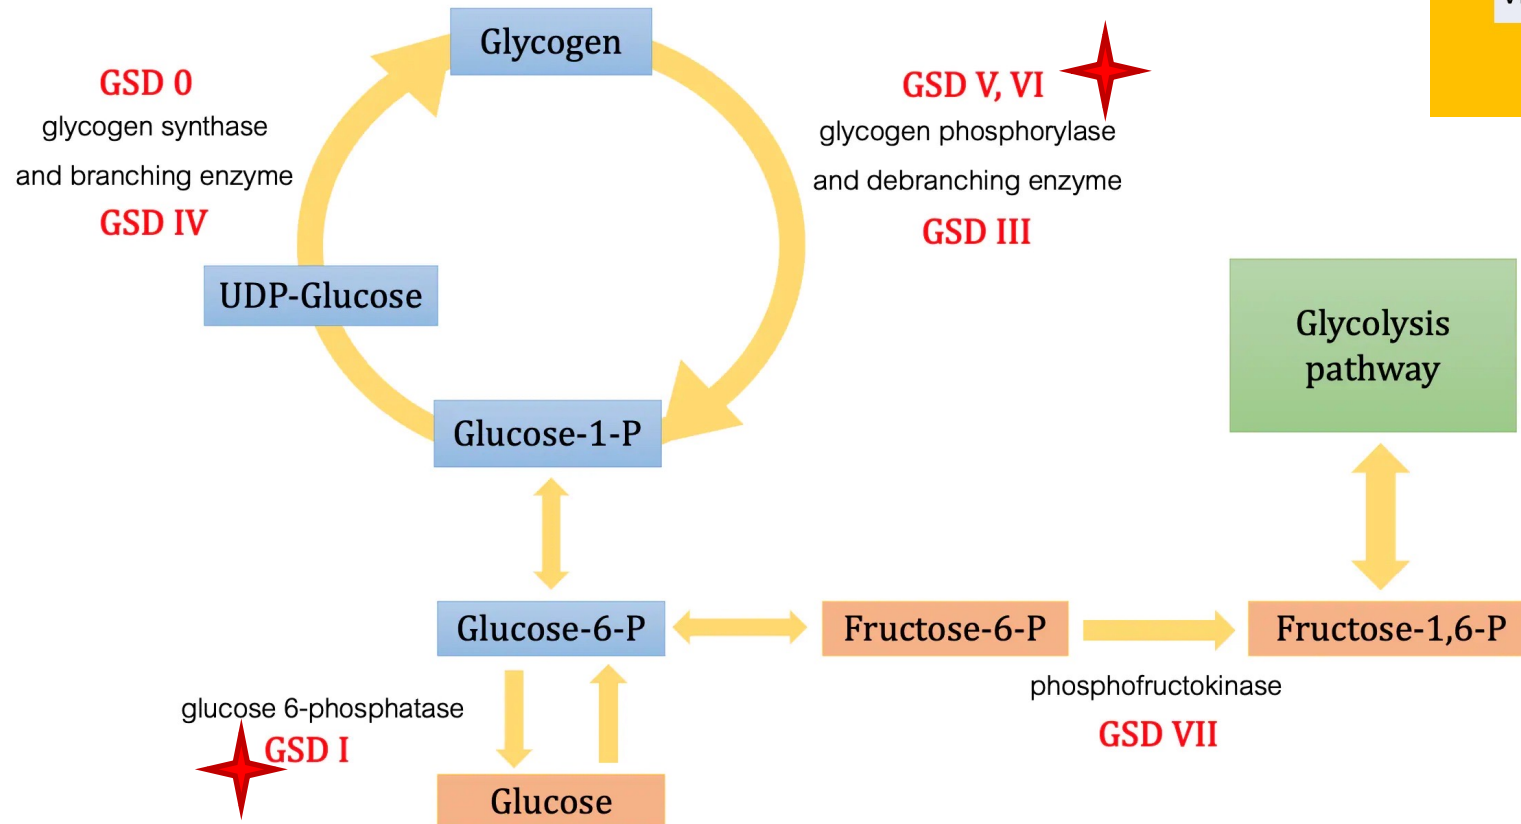 Glycogen
GSD 0
glycogen synthase
and branching enzyme
GSD IV
GSD V, VI
glycogen phosphorylase
and debranching enzyme
GSD III
UDP-Glucose
Glycolysis
pathway
Glucose-1-P
Glucose-6-P
Fructose-6-P
Fructose-1,6-P
phosphofructokinase
GSD VII
glucose 6-phosphatase
GSD I
Glucose